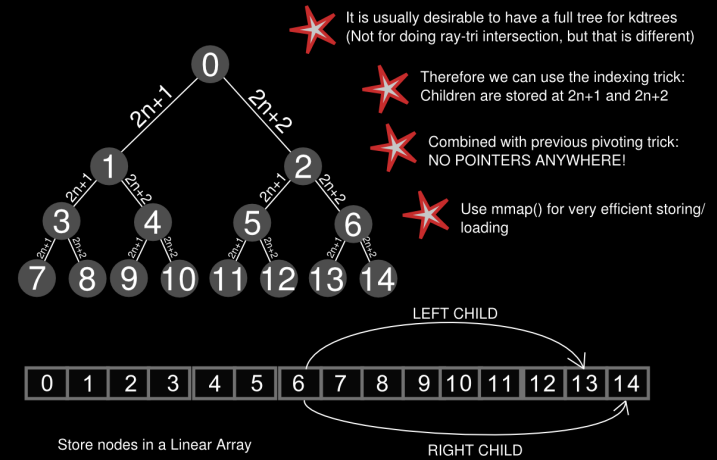 It is usually desirable to have a full tree for kdtrees
(Not for doing ray-tri intersection, but that is different)
0
2n+1
2n+2
Therefore we can use the indexing trick:
Children are stored at 2n+1 and 2n+2
1
2
Combined with previous pivoting trick:
NO POINTERS ANYWHERE!
2n+1
2n+2
2n+1
2n+2
3
4
5
6
Use mmap() for very efficient storing/
loading
2n+1
2n+2
2n+1
2n+2
2n+1
2n+2
2n+1
2n+2
7
8
9
10
11
12
13
14
LEFT CHILD
0 1 2 3 4 5 6 7 8 9 10 11 12 13 14
Store nodes in a Linear Array
RIGHT CHILD